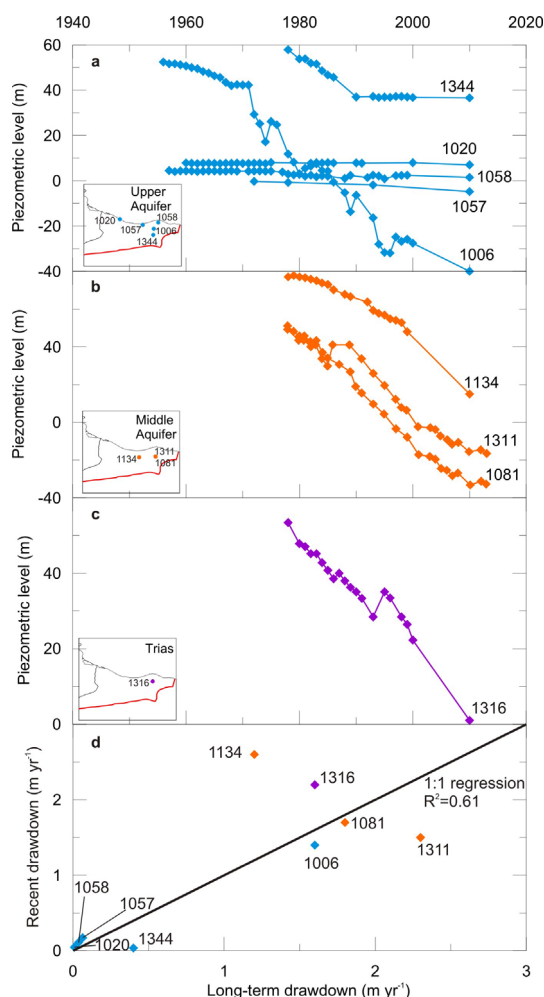 1940 1960 1980 2000 2020
60
40
20
0
-20
-40
Piezometric level (m)
a
1344
1020
1058
1057
1006
Upper
Aquifer
1020 1058
1057 1006
1344
40
0
-40
Piezometric level (m)
b
1134
1311
1081
Middle
Aquifer
1134 1311
1081
60
40
20
0
Piezometric level (m)
c
1316
Trias
1316
2
1
0
Recent drawdown (m yr⁻¹)
d
1134
1316
1:1 regression
R²=0.61
1081
1006
1311
1058
1057
1020
1344
0 1 2 3
Long-term drawdown (m yr⁻¹)